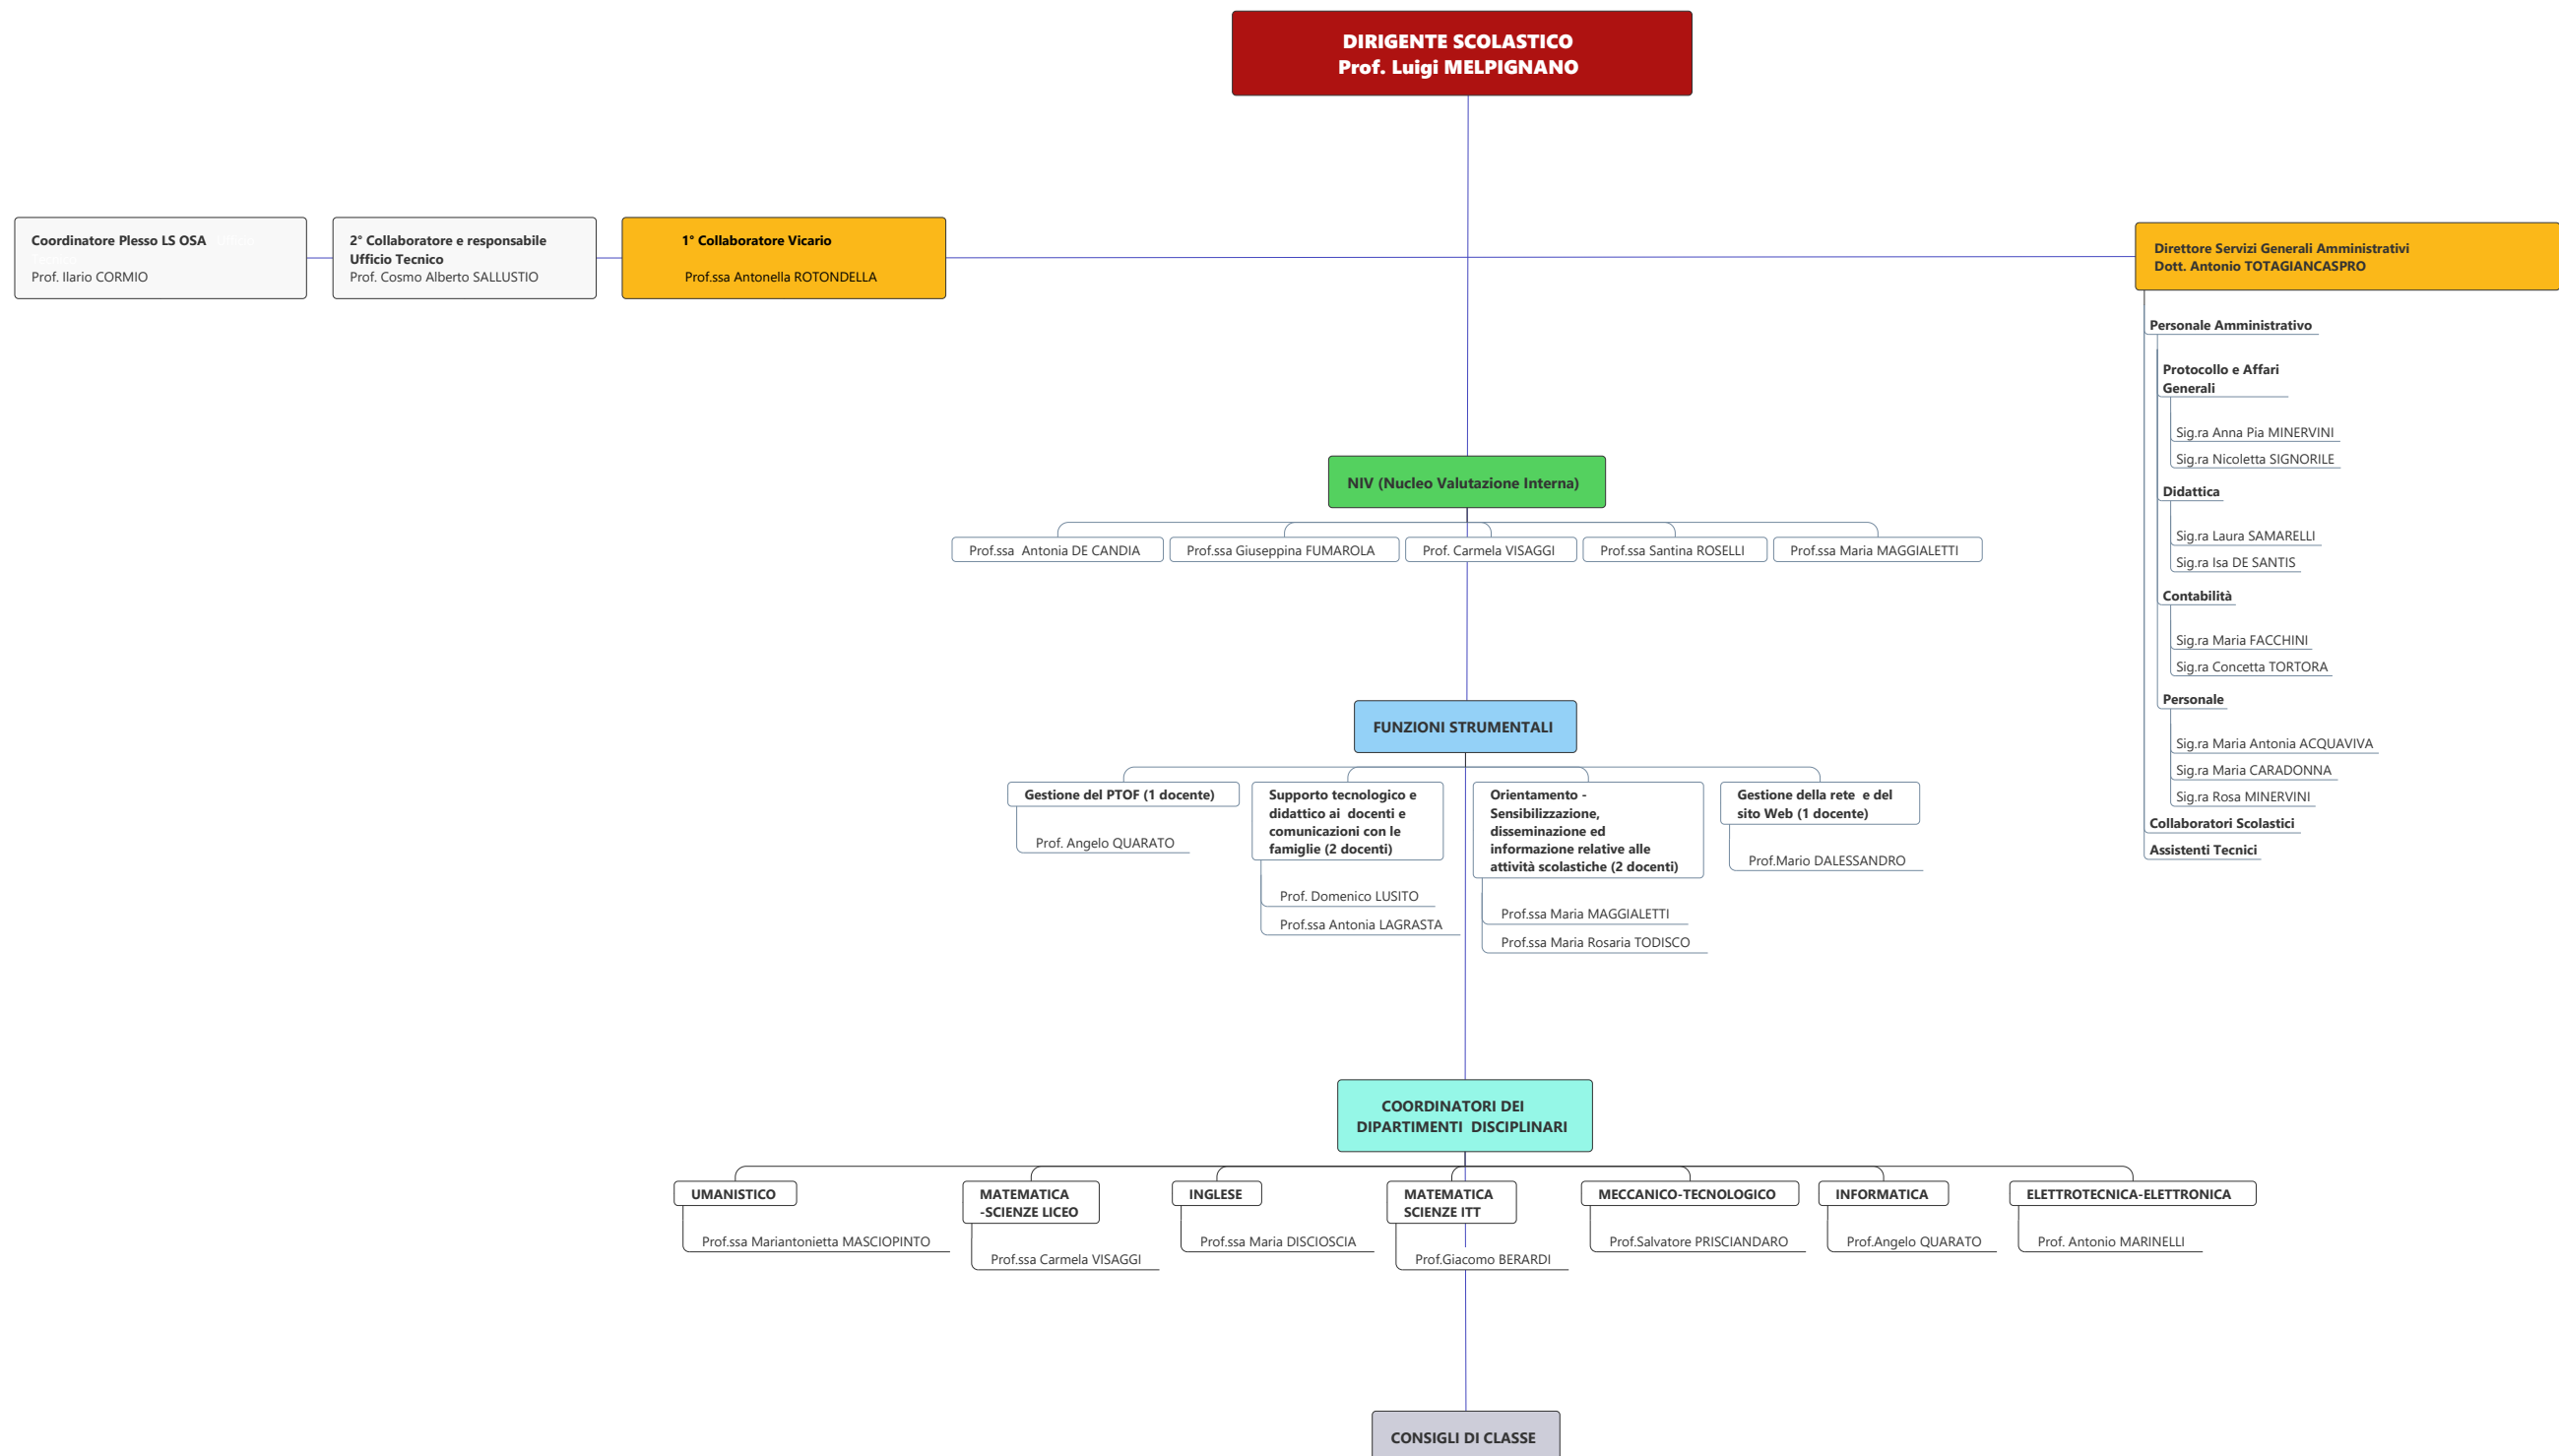 DIRIGENTE SCOLASTICO
Prof. Luigi MELPIGNANO
Coordinatore Plesso LS OSA
Prof. Ilario CORMIO
2° Collaboratore e responsabile
Ufficio Tecnico
Prof. Cosmo Alberto SALLUSTIO
1° Collaboratore Vicario
Prof.ssa Antonella ROTONDELLA
Direttore Servizi Generali Amministrativi
Dott. Antonio TOTAGIANCASPRO
Personale Amministrativo
Protocollo e Affari
Generali
Sig.ra Anna Pia MINERVINI
Sig.ra Nicoletta SIGNORILE
Didattica
Sig.ra Laura SAMARELLI
Sig.ra Isa DE SANTIS
Contabilità
Sig.ra Maria FACCHINI
Sig.ra Concetta TORTORA
Personale
Sig.ra Maria Antonia ACQUAVIVA
Sig.ra Maria CARADONNA
Sig.ra Rosa MINERVINI
Collaboratori Scolastici
Assistenti Tecnici
NIV (Nucleo Valutazione Interna)
Prof.ssa  Antonia DE CANDIA
Prof.ssa Giuseppina FUMAROLA
Prof. Carmela VISAGGI
Prof.ssa Santina ROSELLI
Prof.ssa Maria MAGGIALETTI
FUNZIONI STRUMENTALI
Gestione del PTOF (1 docente)
Prof. Angelo QUARATO
Supporto tecnologico e
didattico ai  docenti e
comunicazioni con le
famiglie (2 docenti)
Prof. Domenico LUSITO
Prof.ssa Antonia LAGRASTA
Orientamento -
Sensibilizzazione,
disseminazione ed
informazione relative alle
attività scolastiche (2 docenti)
Prof.ssa Maria MAGGIALETTI
Prof.ssa Maria Rosaria TODISCO
Gestione della rete  e del
sito Web (1 docente)
Prof.Mario DALESSANDRO
COORDINATORI DEI
DIPARTIMENTI  DISCIPLINARI
UMANISTICO
Prof.ssa Mariantonietta MASCIOPINTO
MATEMATICA
-SCIENZE LICEO
Prof.ssa Carmela VISAGGI
INGLESE
Prof.ssa Maria DISCIOSCIA
MATEMATICA
SCIENZE ITT
Prof.Giacomo BERARDI
MECCANICO-TECNOLOGICO
Prof.Salvatore PRISCIANDARO
INFORMATICA
Prof.Angelo QUARATO
ELETTROTECNICA-ELETTRONICA
Prof. Antonio MARINELLI
CONSIGLI DI CLASSE